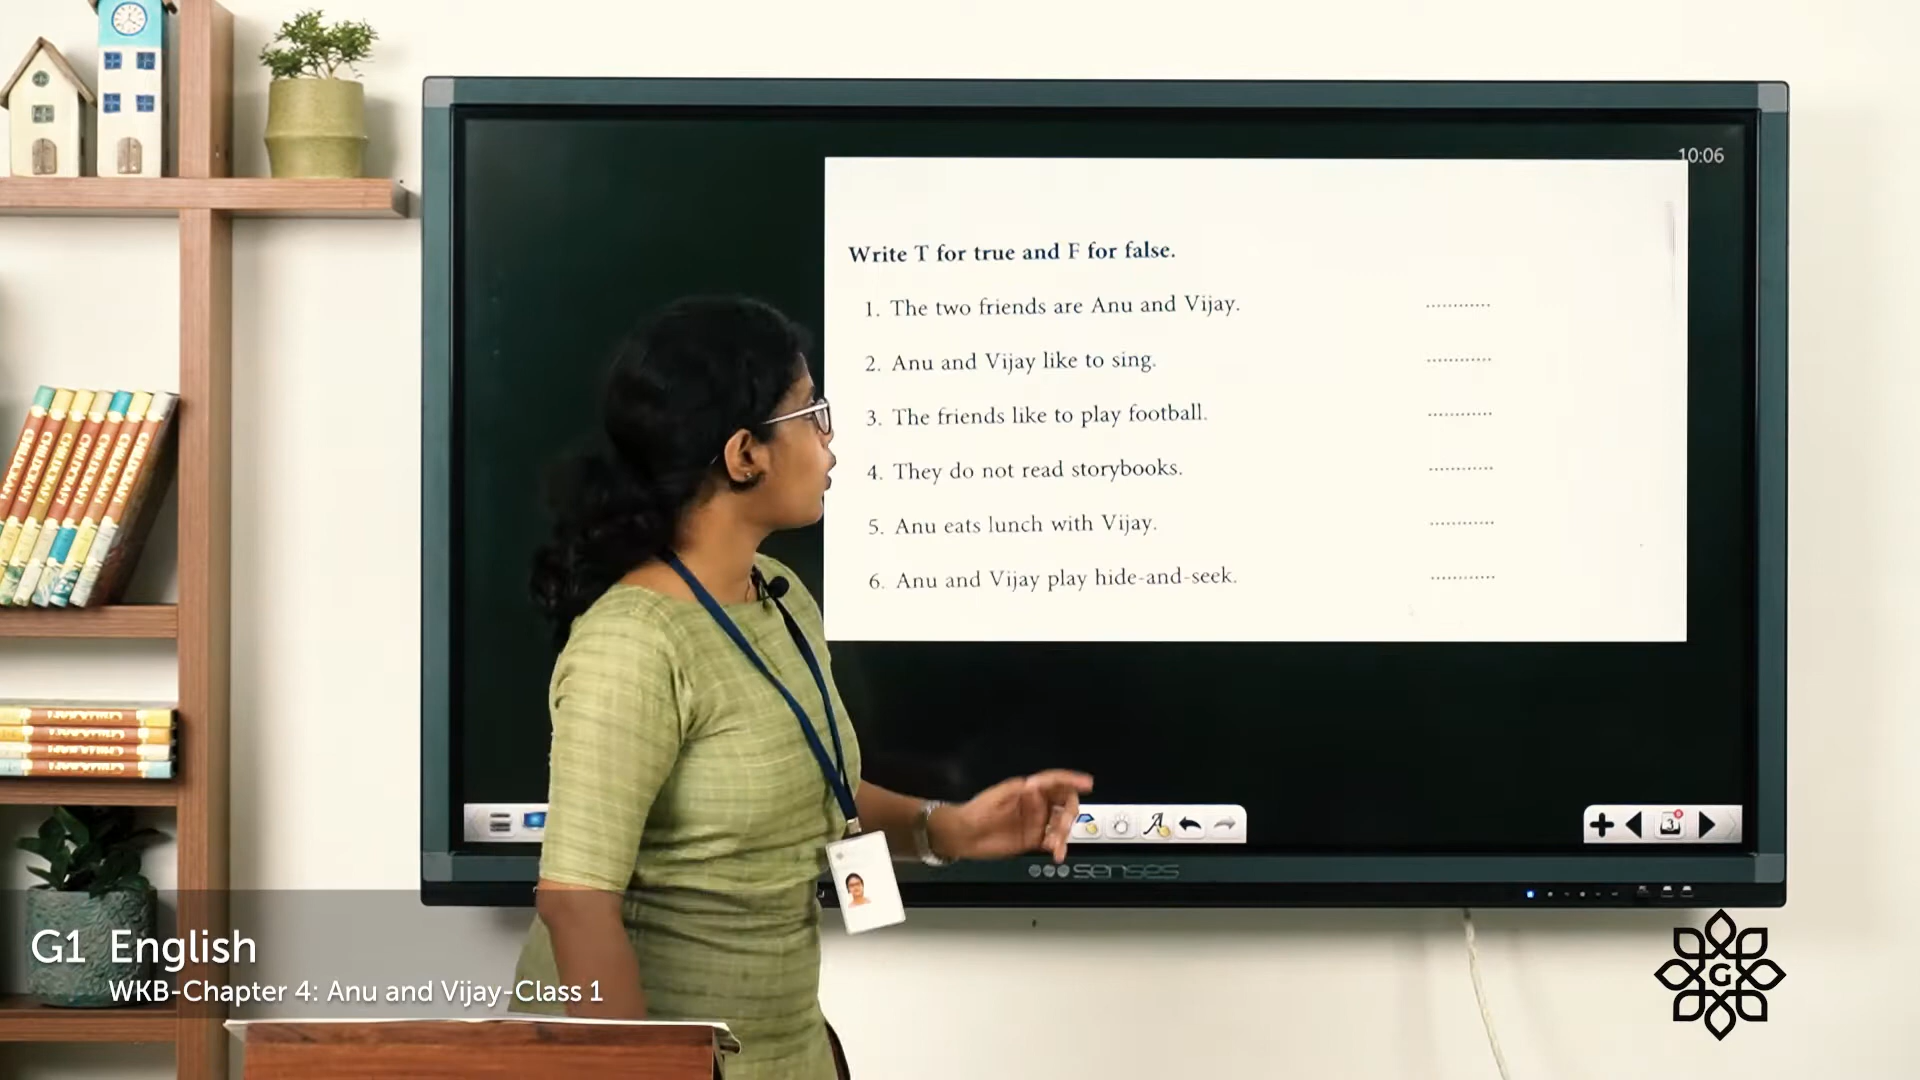 10:06
Write T for true and F for false.
1. The two friends are Anu and Vijay. ............
2. Anu and Vijay like to sing. ............
3. The friends like to play football. ............
4. They do not read storybooks. ............
5. Anu eats lunch with Vijay. ............
6. Anu and Vijay play hide-and-seek. ............
3
senses
G1 English
WKB-Chapter 4: Anu and Vijay-Class 1
G